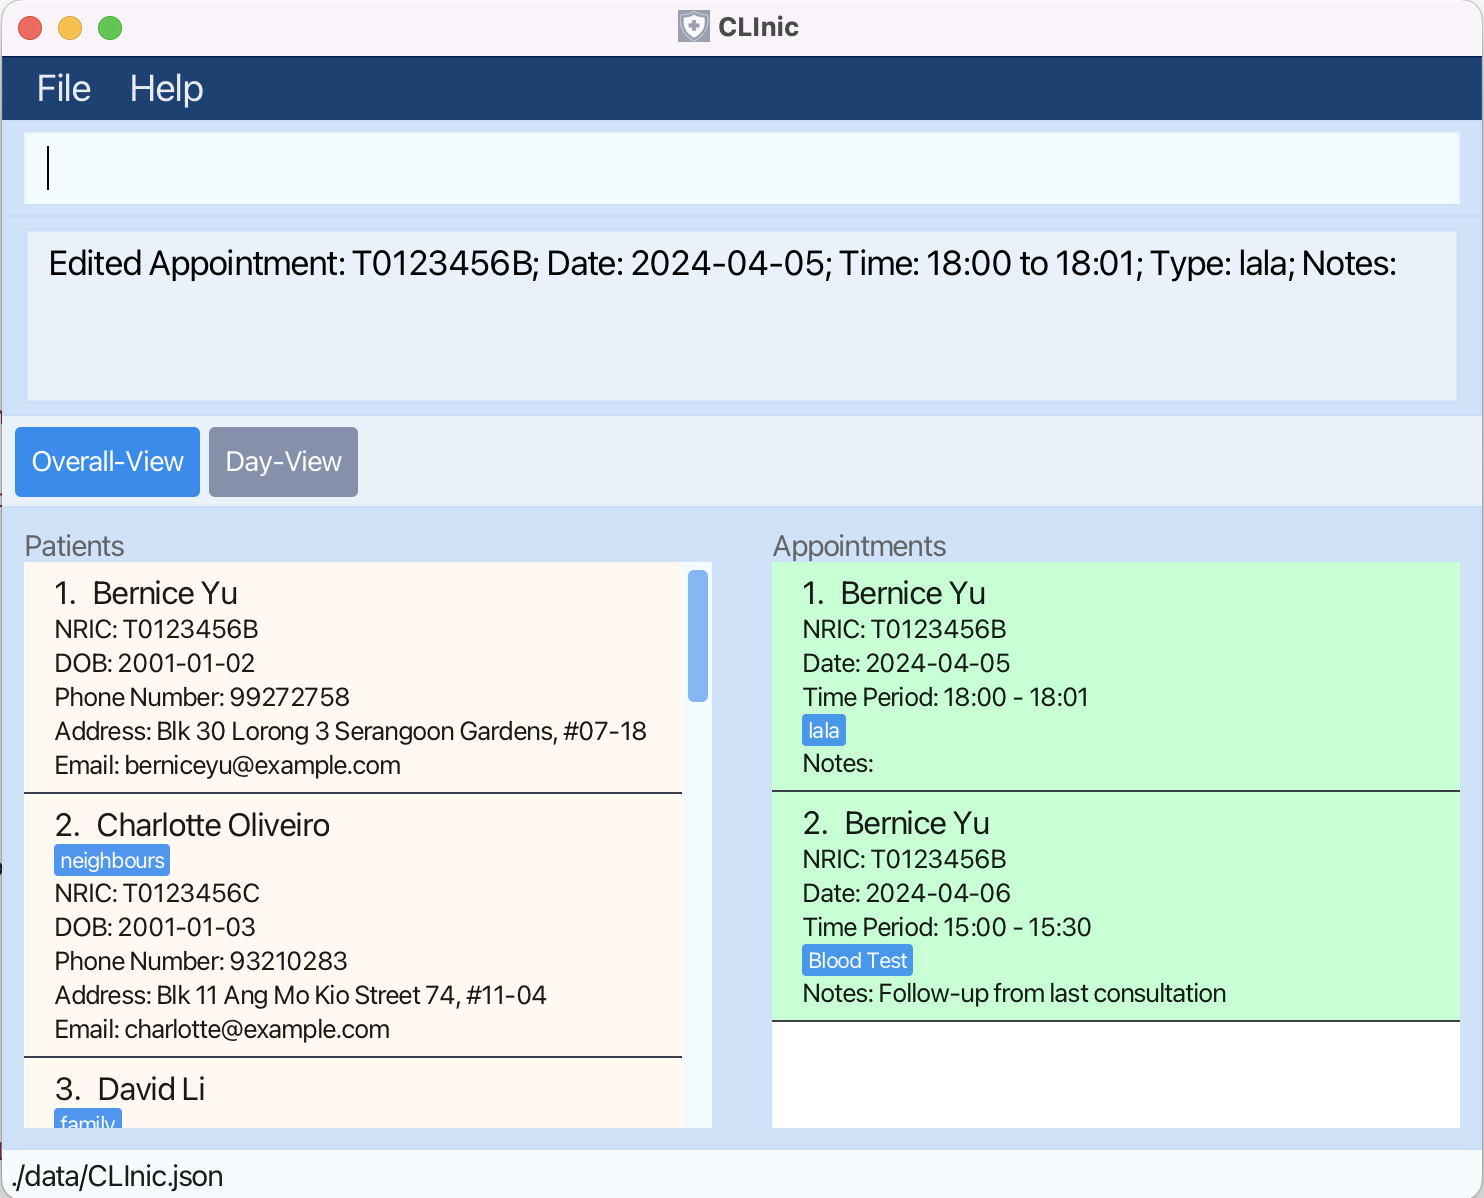 CLInic
File Help
Edited Appointment: T0123456B; Date: 2024-04-05; Time: 18:00 to 18:01; Type: lala; Notes:
Overall-View Day-View
Patients
1. Bernice Yu
NRIC: T0123456B
DOB: 2001-01-02
Phone Number: 99272758
Address: Blk 30 Lorong 3 Serangoon Gardens, #07-18
Email: berniceyu@example.com
2. Charlotte Oliveiro
neighbours
NRIC: T0123456C
DOB: 2001-01-03
Phone Number: 93210283
Address: Blk 11 Ang Mo Kio Street 74, #11-04
Email: charlotte@example.com
3. David Li
family
Appointments
1. Bernice Yu
NRIC: T0123456B
Date: 2024-04-05
Time Period: 18:00 - 18:01
lala
Notes:
2. Bernice Yu
NRIC: T0123456B
Date: 2024-04-06
Time Period: 15:00 - 15:30
Blood Test
Notes: Follow-up from last consultation
./data/CLInic.json